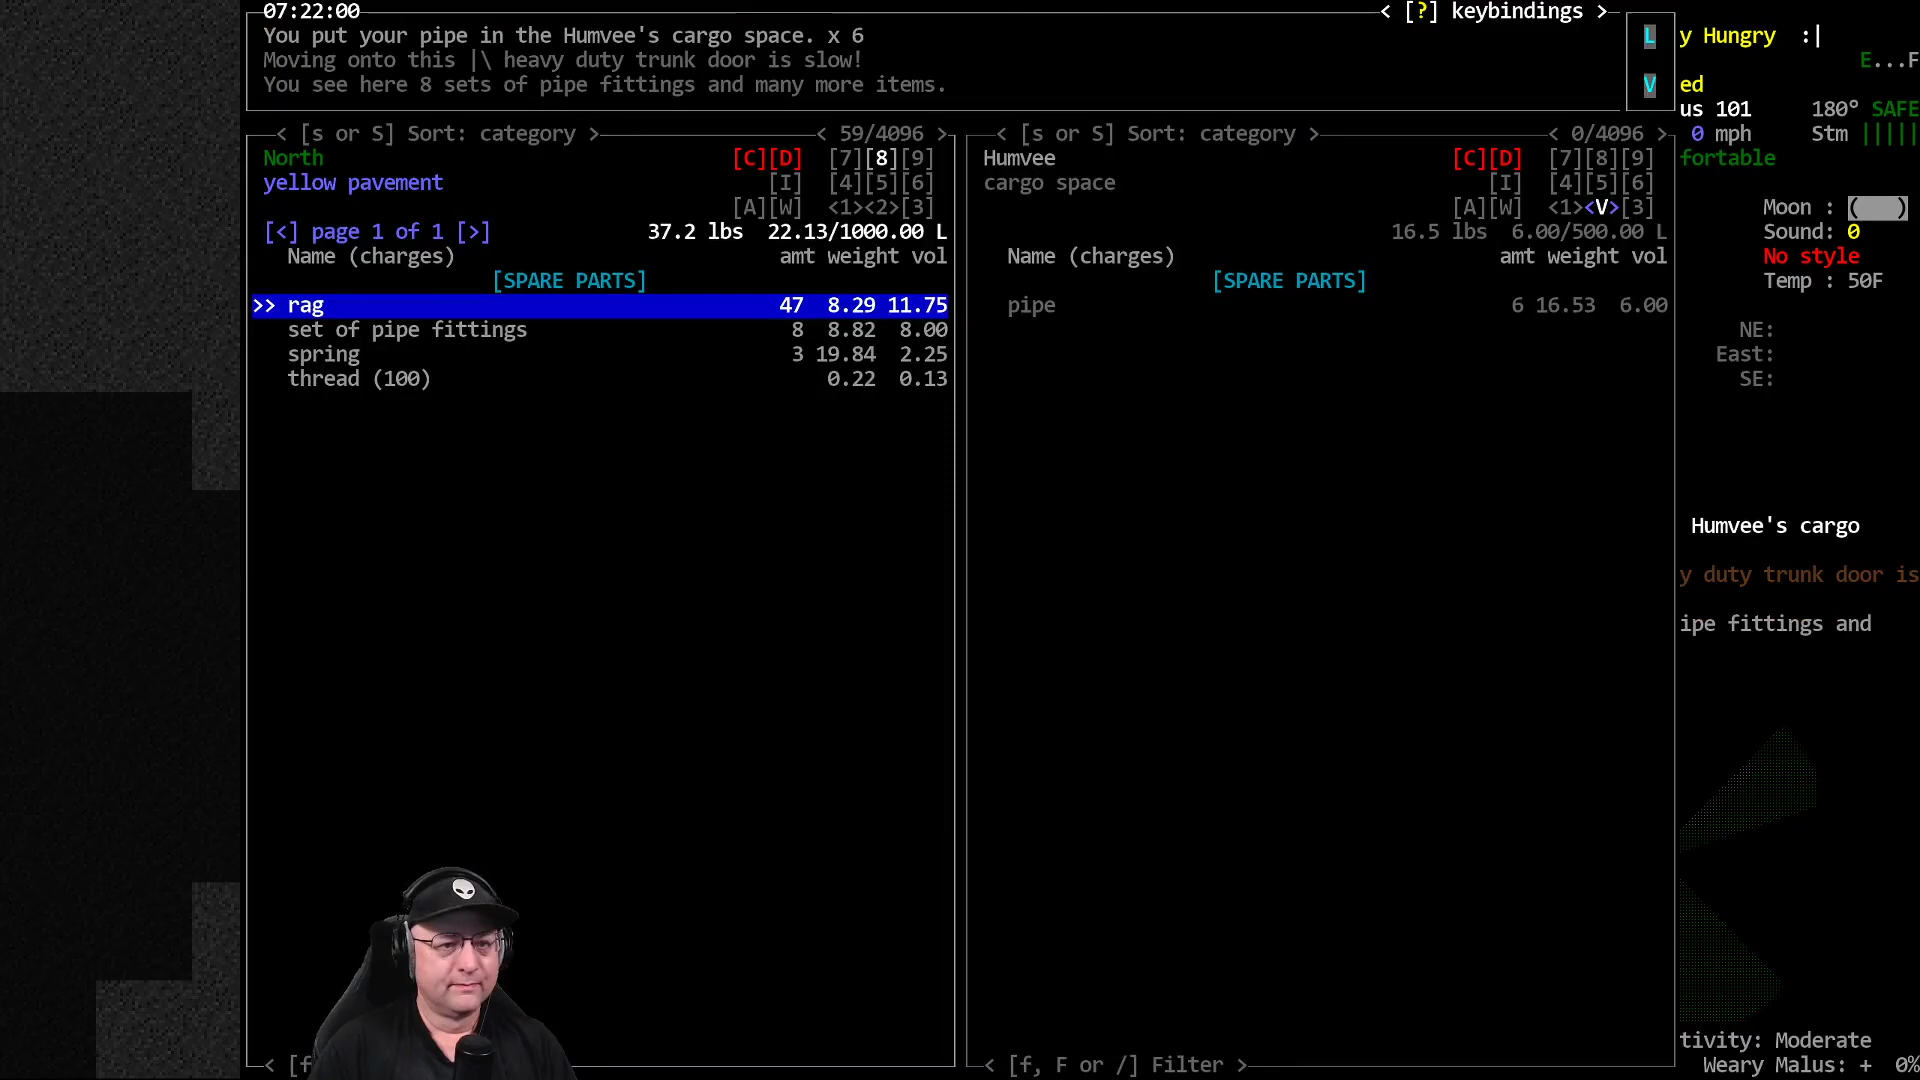 07:22:00
< [?] keybindings >
You put your pipe in the Humvee's cargo space. x 6
Moving onto this |\ heavy duty trunk door is slow!
You see here 8 sets of pipe fittings and many more items.
L
V
y Hungry :|
E...F
ed
us 101 180° SAFE
0 mph Stm |||||
fortable
Moon : ( )
Sound: 0
No style
Temp : 50F
NE:
East:
SE:
Humvee's cargo
y duty trunk door is
ipe fittings and
tivity: Moderate
Weary Malus: + 0%
< [s or S] Sort: category > < 59/4096 >
North [C][D] [7][8][9]
yellow pavement [I] [4][5][6]
[A][W] <1><2>[3]
[<] page 1 of 1 [>] 37.2 lbs 22.13/1000.00 L
Name (charges) amt weight vol
[SPARE PARTS]
>> rag 47 8.29 11.75
set of pipe fittings 8 8.82 8.00
spring 3 19.84 2.25
thread (100) 0.22 0.13
< [f
< [s or S] Sort: category > < 0/4096 >
Humvee [C][D] [7][8][9]
cargo space [I] [4][5][6]
[A][W] <1><V>[3]
16.5 lbs 6.00/500.00 L
Name (charges) amt weight vol
[SPARE PARTS]
pipe 6 16.53 6.00
< [f, F or /] Filter >